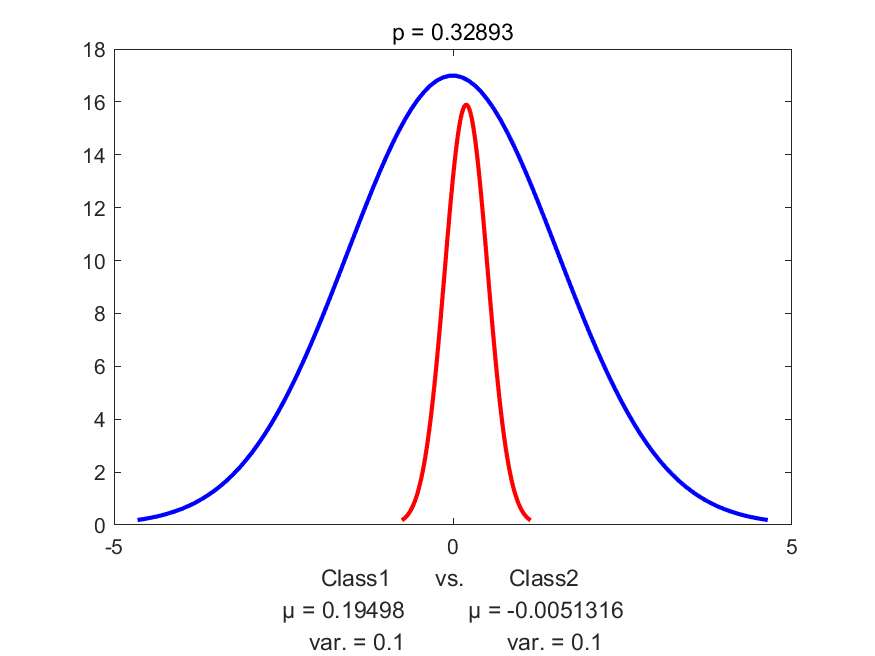 p = 0.32893
18
16
14
12
10
8
6
4
2
0
-5 0 5
Class1 vs. Class2
μ = 0.19498 μ = -0.0051316
var. = 0.1 var. = 0.1